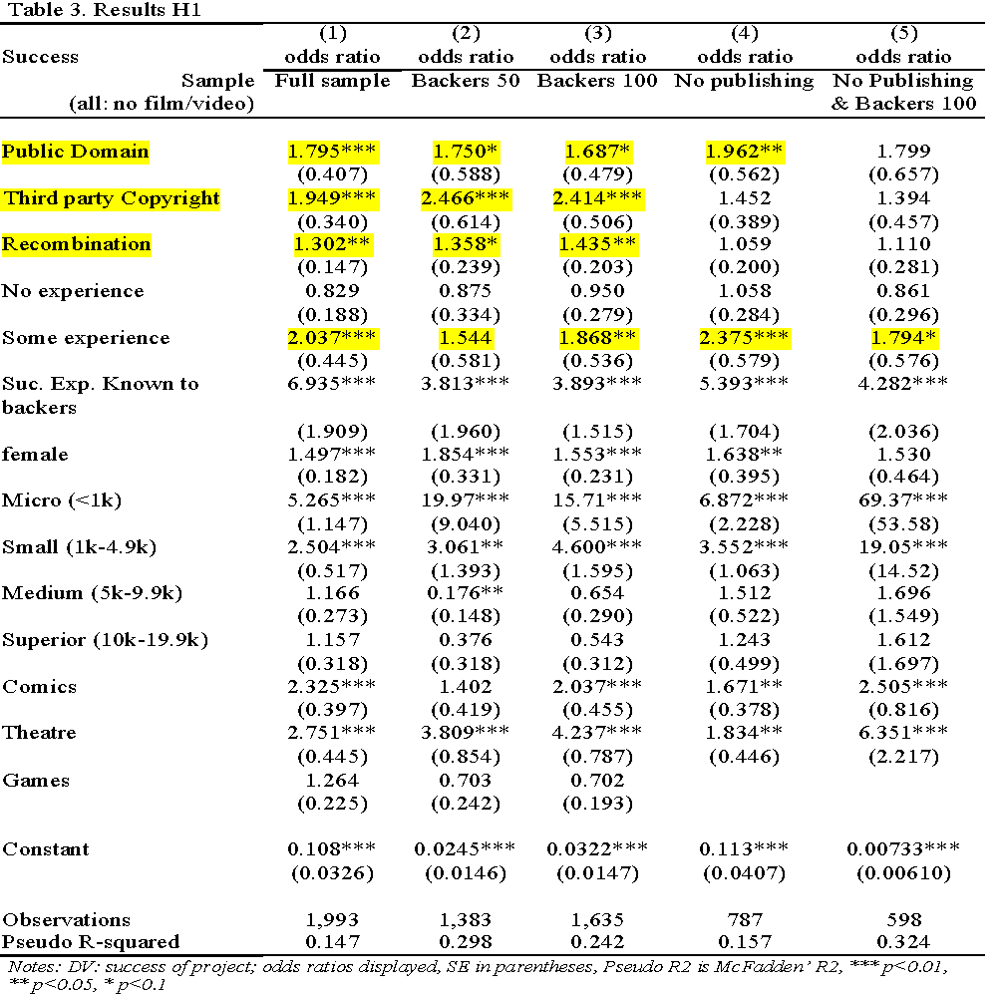 Table 3. Results H1
(1) (2) (3) (4) (5)
Success odds ratio odds ratio odds ratio odds ratio odds ratio
Sample Full sample Backers 50 Backers 100 No publishing No Publishing
(all: no film/video) & Backers 100
Public Domain 1.795*** 1.750* 1.687* 1.962** 1.799
(0.407) (0.588) (0.479) (0.562) (0.657)
Third party Copyright 1.949*** 2.466*** 2.414*** 1.452 1.394
(0.340) (0.614) (0.506) (0.389) (0.457)
Recombination 1.302** 1.358* 1.435** 1.059 1.110
(0.147) (0.239) (0.203) (0.200) (0.281)
No experience 0.829 0.875 0.950 1.058 0.861
(0.188) (0.334) (0.279) (0.284) (0.296)
Some experience 2.037*** 1.544 1.868** 2.375*** 1.794*
(0.445) (0.581) (0.536) (0.579) (0.576)
Suc. Exp. Known to 6.935*** 3.813*** 3.893*** 5.393*** 4.282***
backers
(1.909) (1.960) (1.515) (1.704) (2.036)
female 1.497*** 1.854*** 1.553*** 1.638** 1.530
(0.182) (0.331) (0.231) (0.395) (0.464)
Micro (<1k) 5.265*** 19.97*** 15.71*** 6.872*** 69.37***
(1.147) (9.040) (5.515) (2.228) (53.58)
Small (1k-4.9k) 2.504*** 3.061** 4.600*** 3.552*** 19.05***
(0.517) (1.393) (1.595) (1.063) (14.52)
Medium (5k-9.9k) 1.166 0.176** 0.654 1.512 1.696
(0.273) (0.148) (0.290) (0.522) (1.549)
Superior (10k-19.9k) 1.157 0.376 0.543 1.243 1.612
(0.318) (0.318) (0.312) (0.499) (1.697)
Comics 2.325*** 1.402 2.037*** 1.671** 2.505***
(0.397) (0.419) (0.455) (0.378) (0.816)
Theatre 2.751*** 3.809*** 4.237*** 1.834** 6.351***
(0.445) (0.854) (0.787) (0.446) (2.217)
Games 1.264 0.703 0.702
(0.225) (0.242) (0.193)
Constant 0.108*** 0.0245*** 0.0322*** 0.113*** 0.00733***
(0.0326) (0.0146) (0.0147) (0.0407) (0.00610)
Observations 1,993 1,383 1,635 787 598
Pseudo R-squared 0.147 0.298 0.242 0.157 0.324
Notes: DV: success of project; odds ratios displayed, SE in parentheses, Pseudo R2 is McFadden’ R2, *** p<0.01,
** p<0.05, * p<0.1